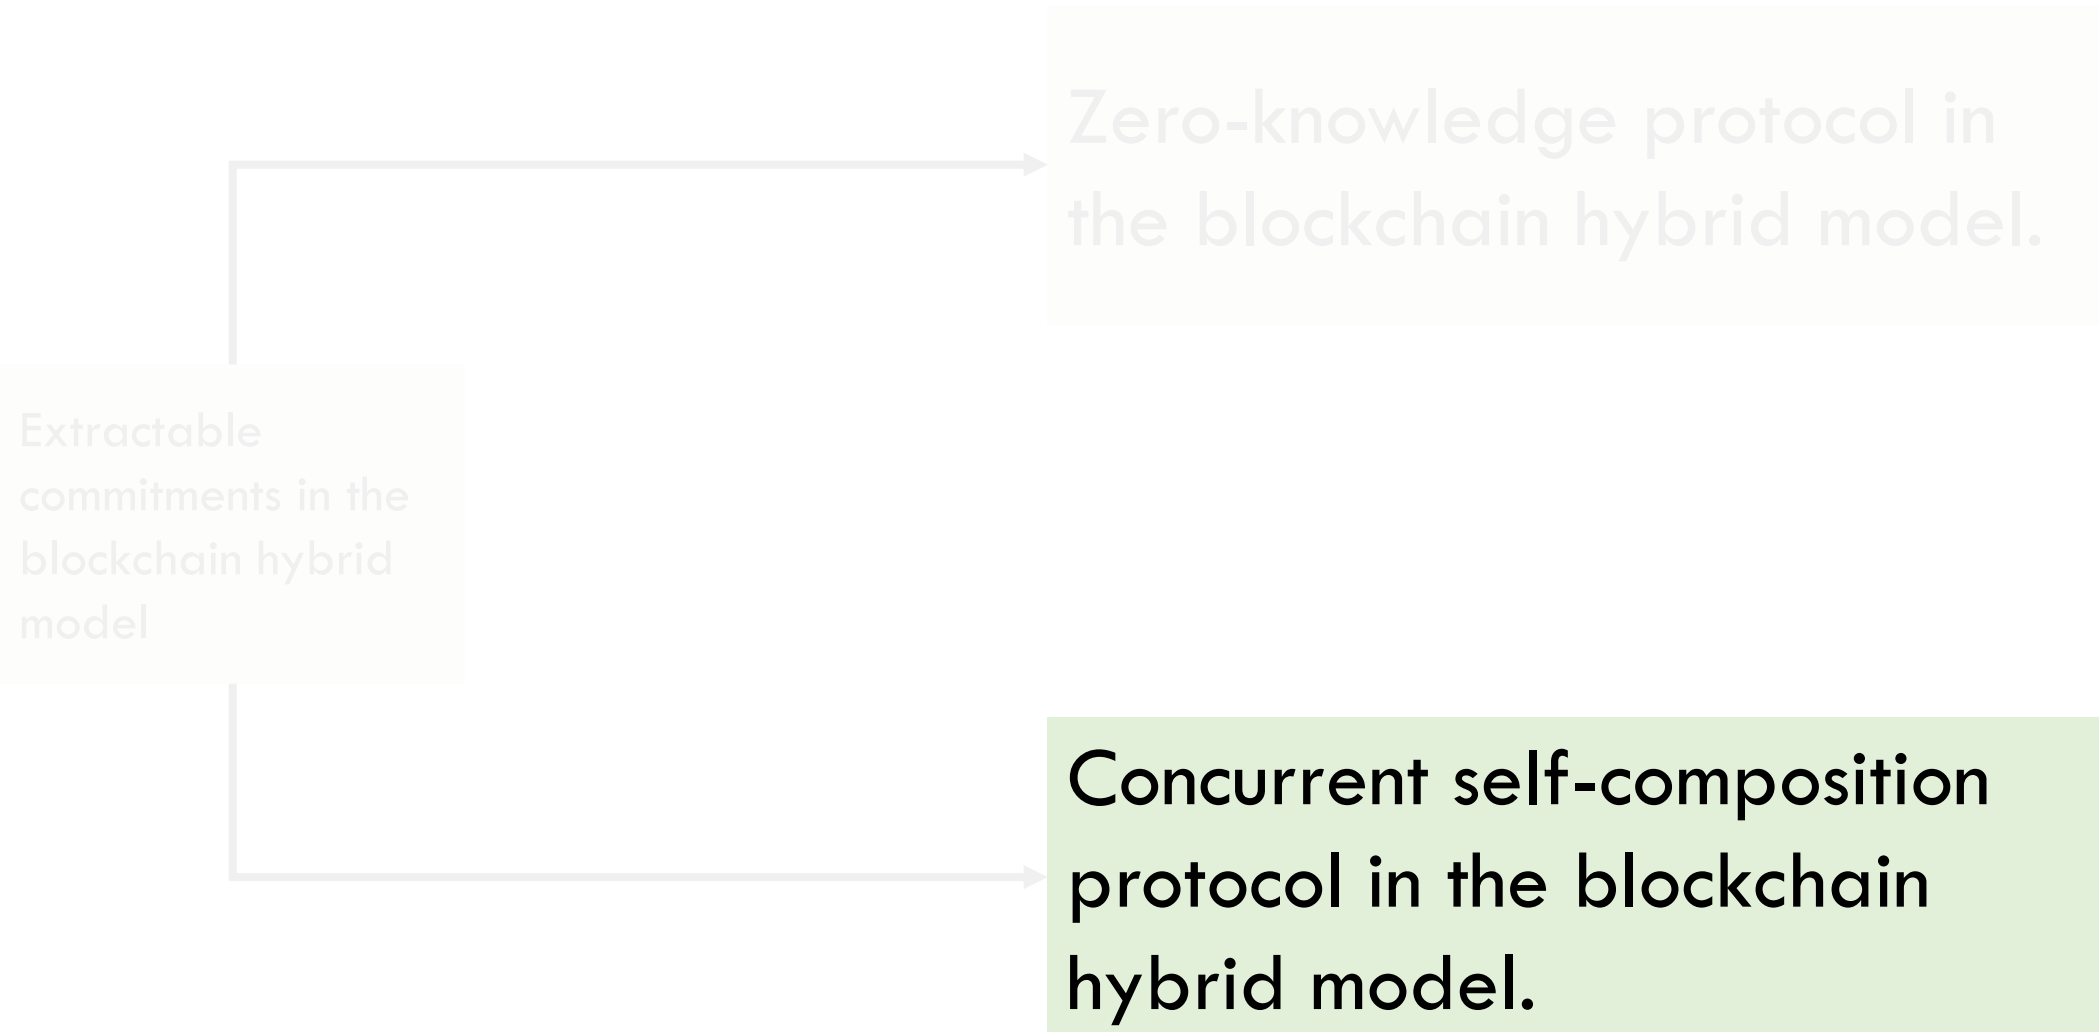 Zero-knowledge protocol in
the blockchain hybrid model.
Extractable
commitments in the
blockchain hybrid
model
Concurrent self-composition
protocol in the blockchain
hybrid model.